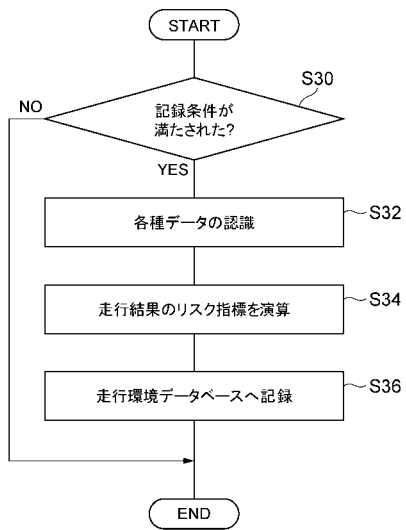 START
S30
NO
記録条件が
満たされた?
YES
各種データの認識
S32
走行結果のリスク指標を演算
S34
走行環境データベースへ記録
S36
END